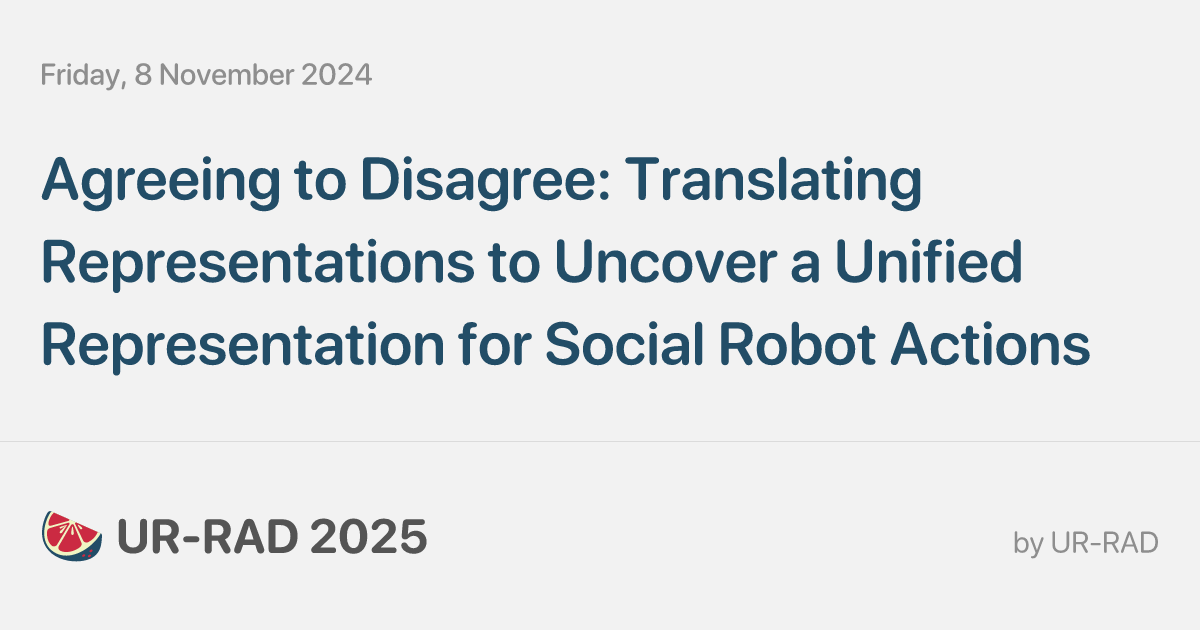 Friday, 8 November 2024
Agreeing to Disagree: Translating
Representations to Uncover a Unified
Representation for Social Robot Actions
UR-RAD 2025
by UR-RAD